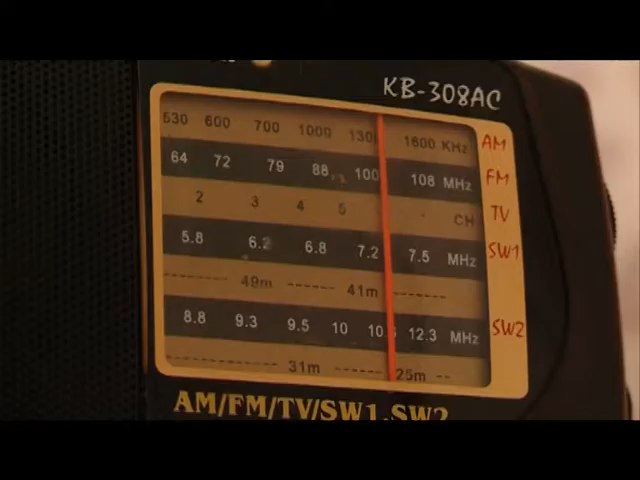 KB-308AC
530 600 700 1000 130 1600 KHz AM
64 72 79 88 100 108 MHz FM
2 3 4 5 CH TV
5.8 6.2 6.8 7.2 7.5 MHz SW1
49m 41m
8.8 9.3 9.5 10 10. 12.3 MHz SW2
31m 25m
AM/FM/TV/SW1.SW2